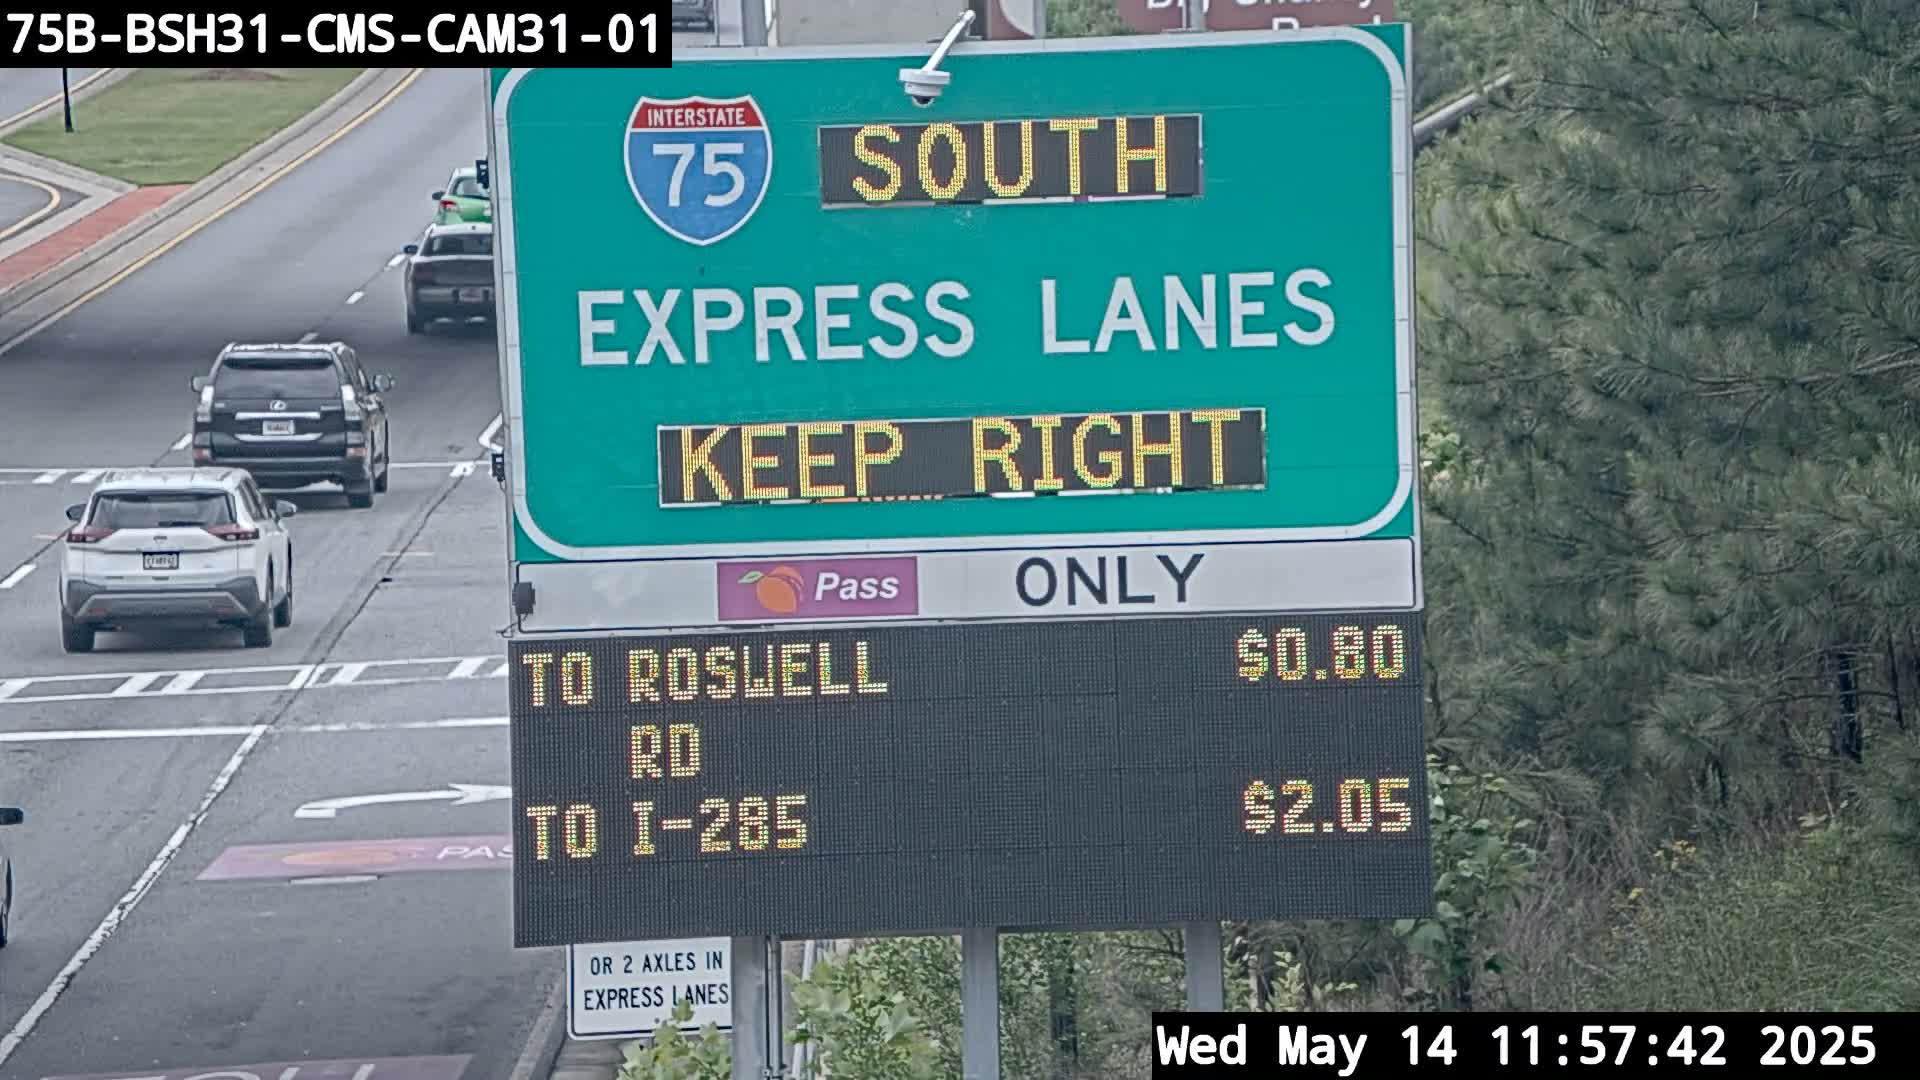 75B-BSH31-CMS-CAM31-01
INTERSTATE
75
SOUTH
EXPRESS LANES
KEEP RIGHT
Pass ONLY
TO ROSWELL $0.80
RD
TO I-285 $2.05
PAS
OR 2 AXLES IN
EXPRESS LANES
Wed May 14 11:57:42 2025